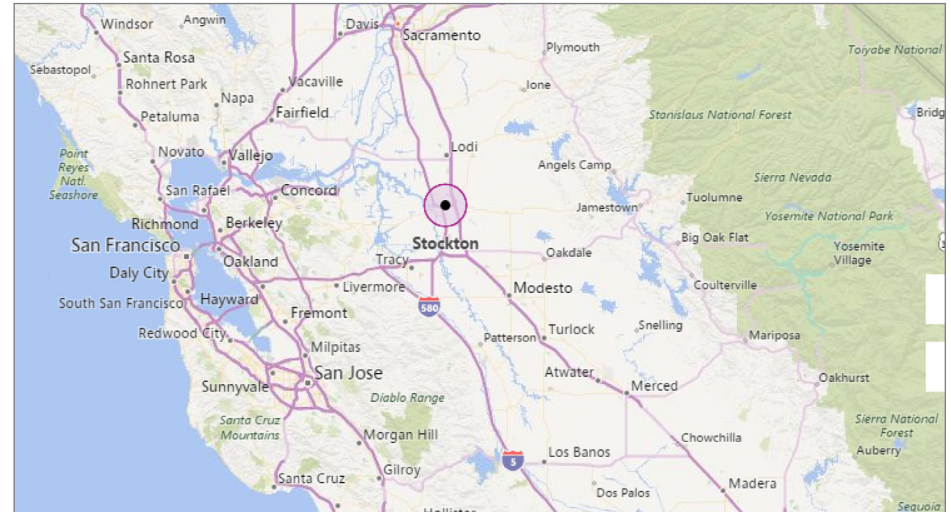 Windsor
Angwin
Davis
Sacramento
Plymouth
Toiyabe National
Santa Rosa
Sebastopol
Rohnert Park
Vacaville
Ione
Napa
Petaluma
Fairfield
Stanislaus National Forest
Bridg
Point
Reyes
Natl.
Seashore
Novato
Vallejo
Lodi
Angels Camp
Sierra Nevada
San Rafael
Concord
Jamestown
Tuolumne
Richmond
Berkeley
Yosemite National Park
San Francisco
Stockton
Big Oak Flat
Yosemite
Village
Oakland
Tracy
Oakdale
Daly City
Livermore
Coulterville
South San Francisco
Hayward
580
Modesto
Fremont
Redwood City
Patterson
Turlock
Snelling
Mariposa
Milpitas
Sunnyvale
San Jose
Atwater
Merced
Oakhurst
Diablo Range
Santa Cruz
Mountains
Morgan Hill
Chowchilla
Sierra National
Forest
Los Banos
Auberry
5
Gilroy
Santa Cruz
Dos Palos
Madera
Hollister
Sequoia